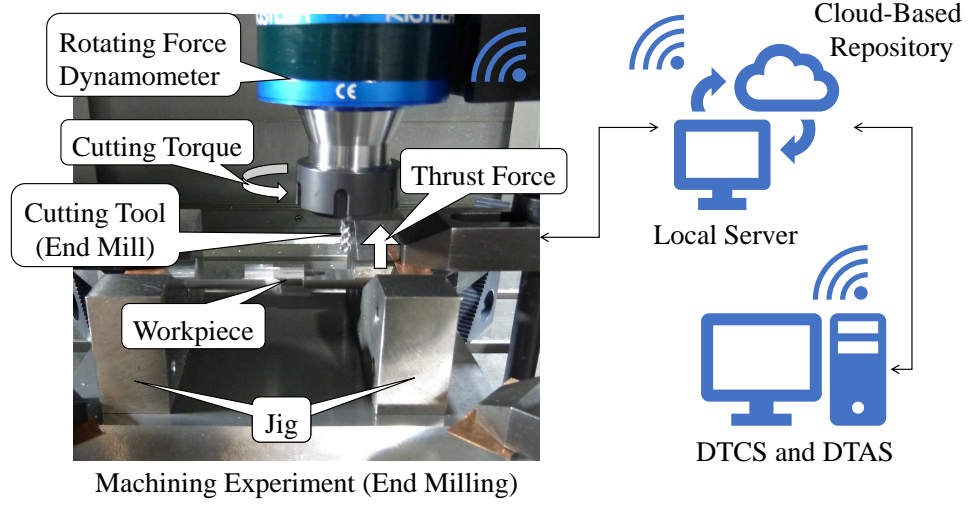 Rotating Force
Dynamometer
CE
Cutting Torque
Thrust Force
Cutting Tool
(End Mill)
Workpiece
Jig
Machining Experiment (End Milling)
Cloud-Based
Repository
Local Server
DTCS and DTAS